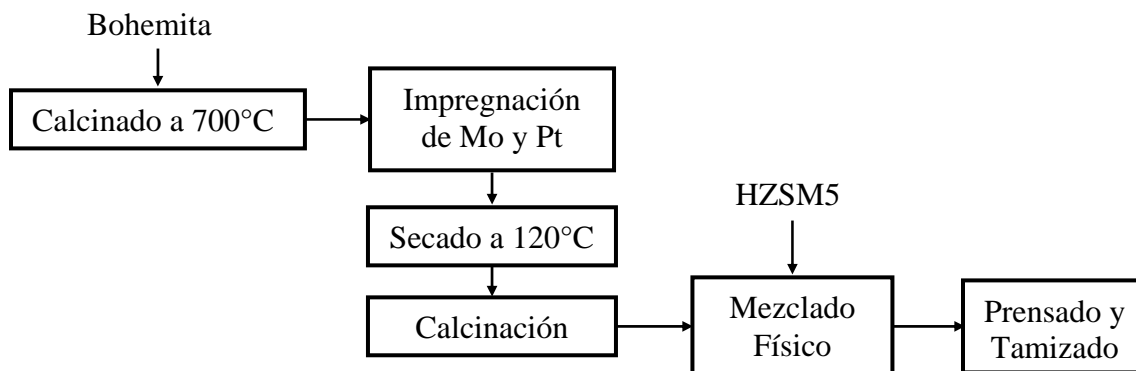 Bohemita
Calcinado a 700°C
Impregnación
de Mo y Pt
Secado a 120°C
Calcinación
HZSM5
Mezclado
Físico
Prensado y
Tamizado